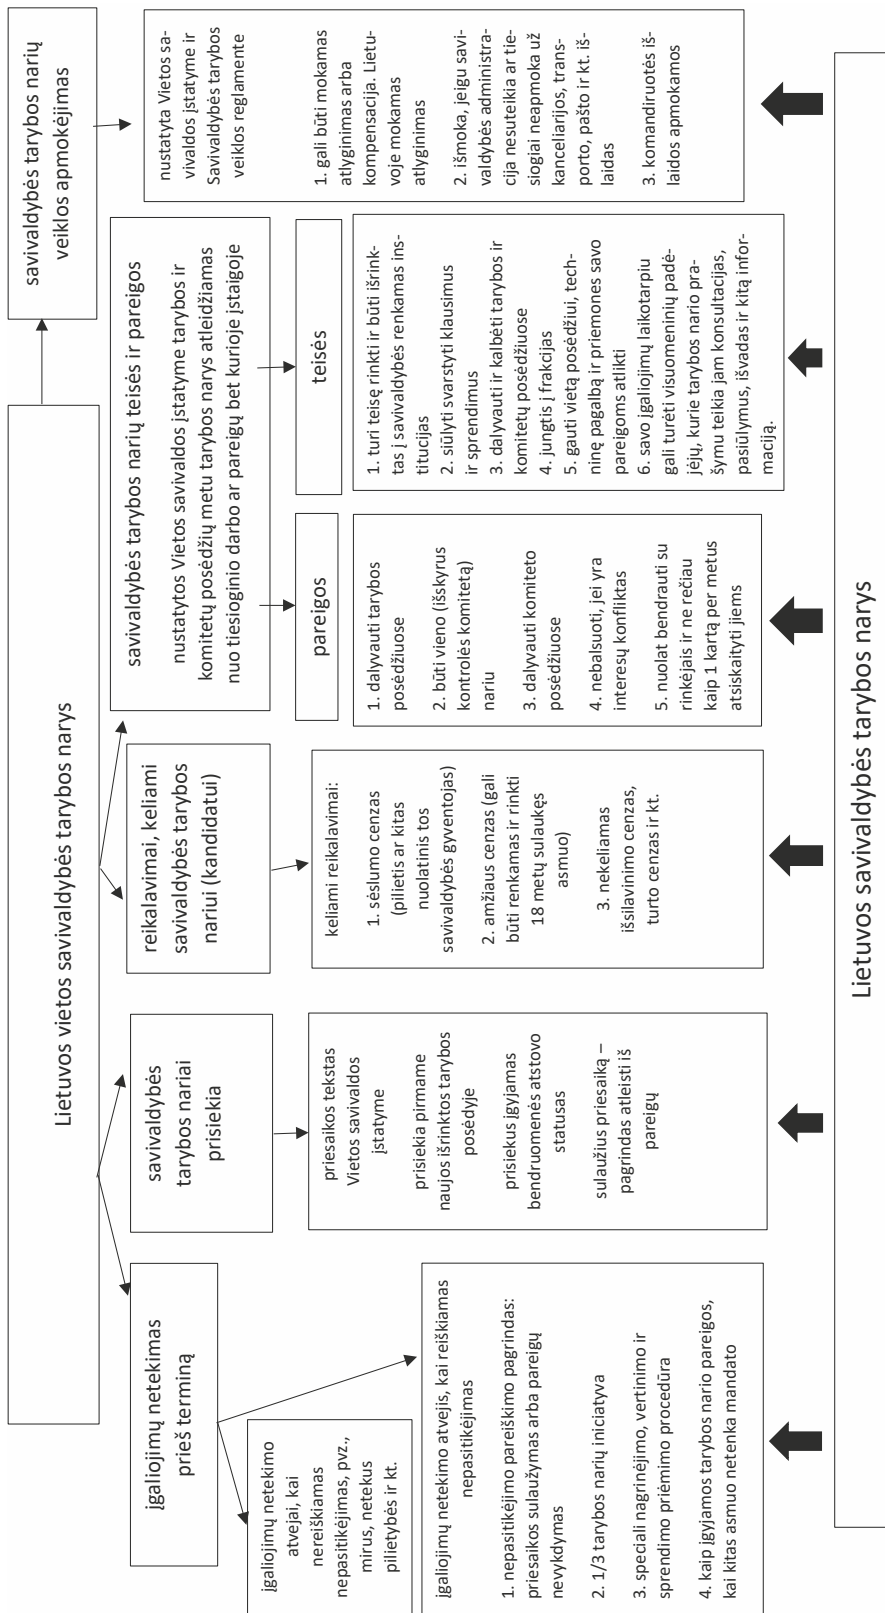 Lietuvos vietos savivaldybės tarybos narys
įgaliojimų netekimas
prieš terminą
įgaliojimų netekimo
atvejai, kai
nereiškiamas
nepasitikėjimas, pvz.,
mirus, netekus
pilietybės ir kt.
įgaliojimų netekimo atvejis, kai reiškiamas
nepasitikėjimas
1. nepasitikėjimo pareiškimo pagrindas:
priesaikos sulaužymas arba pareigų
nevykdymas
2. 1/3 tarybos narių iniciatyva
3. speciali nagrinėjimo, vertinimo ir
sprendimo priėmimo procedūra
4. kaip įgyjamos tarybos nario pareigos,
kai kitas asmuo netenka mandato
savivaldybės
tarybos nariai
prisiekia
priesaikos tekstas
Vietos savivaldos
įstatyme
prisiekia pirmame
naujos išrinktos tarybos
posėdyje
prisiekus įgyjamas
bendruomenės atstovo
statusas
sulaužius priesaiką –
pagrindas atleisti iš
pareigų
reikalavimai, keliami
savivaldybės tarybos
nariui (kandidatui)
keliami reikalavimai:
1. sėslumo cenzas
(pilietis ar kitas
nuolatinis tos
savivaldybės gyventojas)
2. amžiaus cenzas (gali
būti renkamas ir rinkti
18 metų sulaukęs
asmuo)
3. nekeliamas
išsilavinimo cenzas,
turto cenzas ir kt.
savivaldybės tarybos narių teisės ir pareigos
nustatytos Vietos savivaldos įstatyme tarybos ir
komitetų posėdžių metu tarybos narys atleidžiamas
nuo tiesioginio darbo ar pareigų bet kurioje įstaigoje
pareigos
1. dalyvauti tarybos
posėdžiuose
2. būti vieno (išskyrus
kontrolės komitetą)
nariu
3. dalyvauti komiteto
posėdžiuose
4. nebalsuoti, jei yra
interesų konfliktas
5. nuolat bendrauti su
rinkėjais ir ne rečiau
kaip 1 kartą per metus
atsiskaityti jiems
teisės
1. turi teisę rinkti ir būti išrink-
tas į savivaldybės renkamas ins-
titucijas
2. siūlyti svarstyti klausimus
ir sprendimus
3. dalyvauti ir kalbėti tarybos ir
komitetų posėdžiuose
4. jungtis į frakcijas
5. gauti vietą posėdžiui, tech-
ninę pagalbą ir priemones savo
pareigoms atlikti
6. savo įgaliojimų laikotarpiu
gali turėti visuomeninių padė-
jėjų, kurie tarybos nario pra-
šymu teikia jam konsultacijas,
pasiūlymus, išvadas ir kitą infor-
maciją.
savivaldybės tarybos narių
veiklos apmokėjimas
nustatyta Vietos sa-
vivaldos įstatyme ir
Savivaldybės tarybos
veiklos reglamente
1. gali būti mokamas
atlyginimas arba
kompensacija. Lietu-
voje mokamas
atlyginimas
2. išmoka, jeigu savi-
valdybės administra-
cija nesuteikia ar tie-
siogiai neapmoka už
kanceliarijos, trans-
porto, pašto ir kt. iš-
laidas
3. komandiruotės iš-
laidos apmokamos
Lietuvos savivaldybės tarybos narys